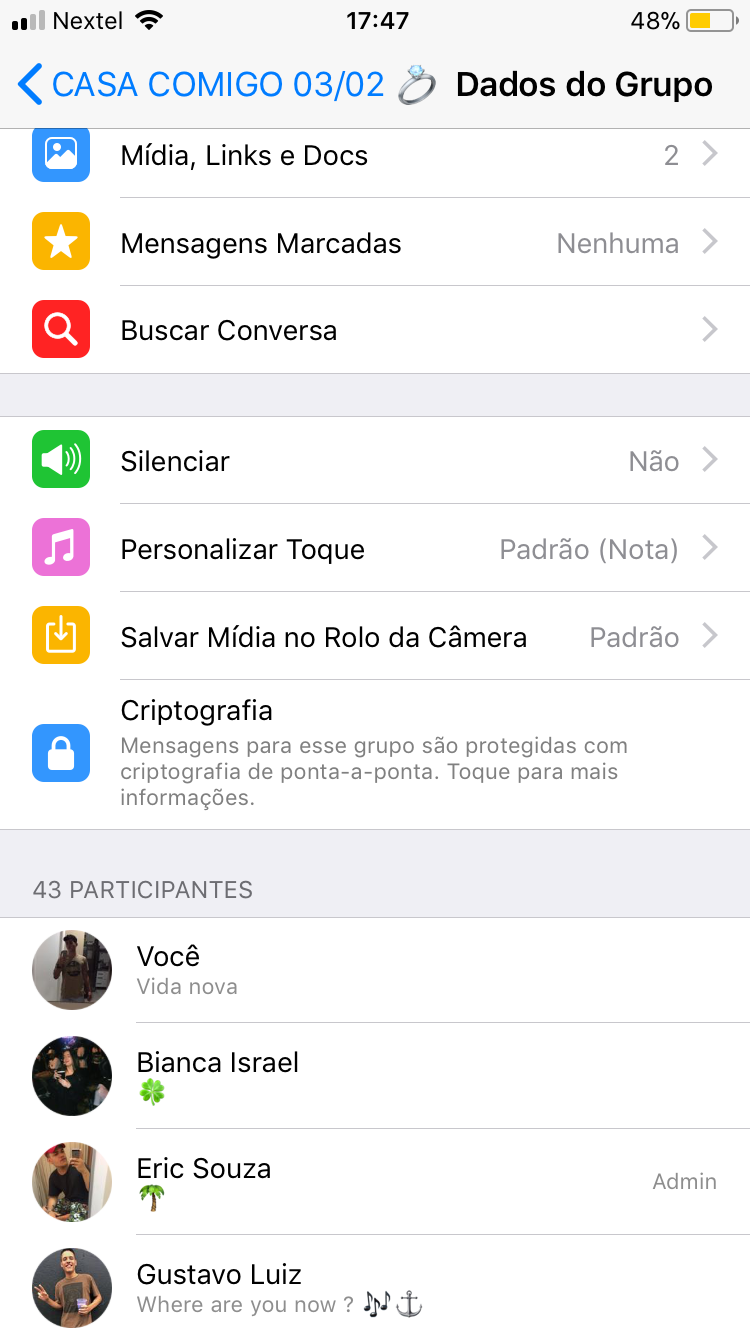 Nextel 17:47 48%
CASA COMIGO 03/02 💍 Dados do Grupo
Mídia, Links e Docs 2
Mensagens Marcadas Nenhuma
Buscar Conversa
Silenciar Não
Personalizar Toque Padrão (Nota)
Salvar Mídia no Rolo da Câmera Padrão
Criptografia
Mensagens para esse grupo são protegidas com
criptografia de ponta-a-ponta. Toque para mais
informações.
43 PARTICIPANTES
Você
Vida nova
Bianca Israel
🍀
Eric Souza Admin
🌴
Gustavo Luiz
Where are you now ? 🎶⚓